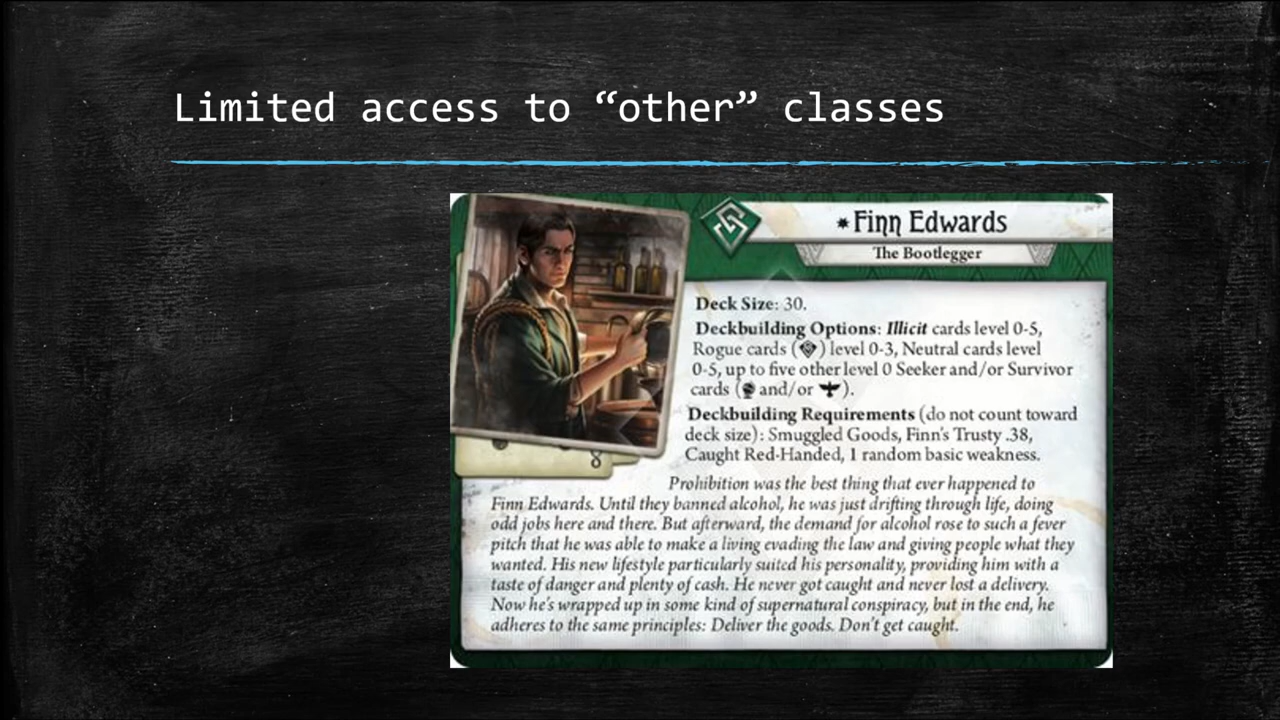 Limited access to “other” classes
Finn Edwards
The Bootlegger
Deck Size: 30.
Deckbuilding Options: Illicit cards level 0-5,
Rogue cards ( ) level 0-3, Neutral cards level
0-5, up to five other level 0 Seeker and/or Survivor
cards ( and/or ).
Deckbuilding Requirements (do not count toward
deck size): Smuggled Goods, Finn’s Trusty .38,
Caught Red-Handed, 1 random basic weakness.
8
Prohibition was the best thing that ever happened to
Finn Edwards. Until they banned alcohol, he was just drifting through life, doing
odd jobs here and there. But afterward, the demand for alcohol rose to such a fever
pitch that he was able to make a living evading the law and giving people what they
wanted. His new lifestyle particularly suited his personality, providing him with a
taste of danger and plenty of cash. He never got caught and never lost a delivery.
Now he’s wrapped up in some kind of supernatural conspiracy, but in the end, he
adheres to the same principles: Deliver the goods. Don’t get caught.